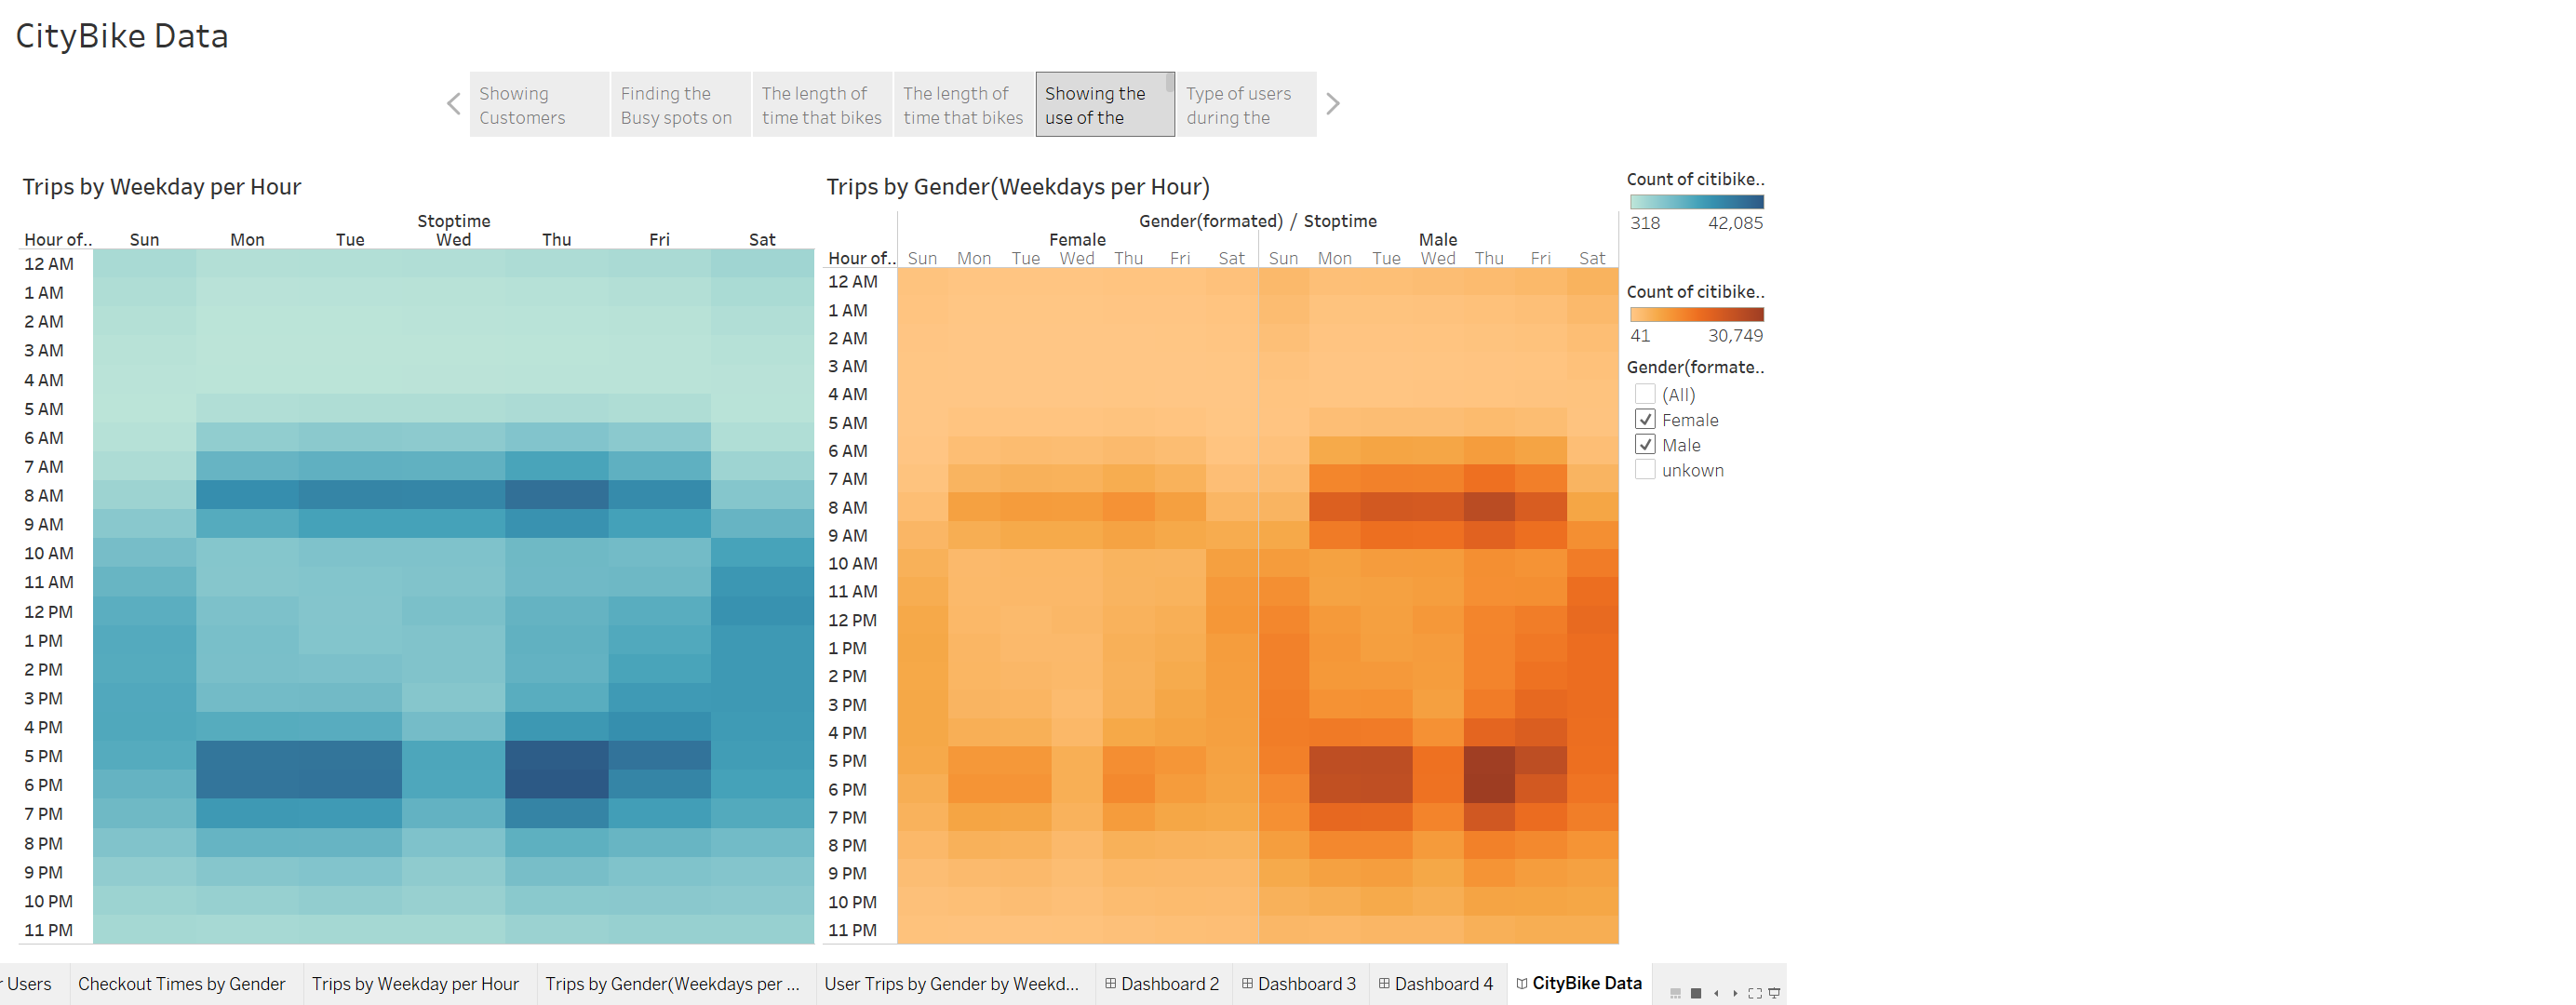 CityBike Data
Showing
Customers
Finding the
Busy spots on
The length of
time that bikes
The length of
time that bikes
Showing the
use of the
Type of users
during the
Trips by Weekday per Hour
Stoptime
Hour of.. Sun Mon Tue Wed Thu Fri Sat
12 AM
1 AM
2 AM
3 AM
4 AM
5 AM
6 AM
7 AM
8 AM
9 AM
10 AM
11 AM
12 PM
1 PM
2 PM
3 PM
4 PM
5 PM
6 PM
7 PM
8 PM
9 PM
10 PM
11 PM
Trips by Gender(Weekdays per Hour)
Gender(formated) / Stoptime
Female Male
Hour of.. Sun Mon Tue Wed Thu Fri Sat Sun Mon Tue Wed Thu Fri Sat
12 AM
1 AM
2 AM
3 AM
4 AM
5 AM
6 AM
7 AM
8 AM
9 AM
10 AM
11 AM
12 PM
1 PM
2 PM
3 PM
4 PM
5 PM
6 PM
7 PM
8 PM
9 PM
10 PM
11 PM
Count of citibike..
318 42,085
Count of citibike..
41 30,749
Gender(formate..
(All)
Female
Male
unkown
r Users Checkout Times by Gender Trips by Weekday per Hour Trips by Gender(Weekdays per ... User Trips by Gender by Weekd... Dashboard 2 Dashboard 3 Dashboard 4 CityBike Data